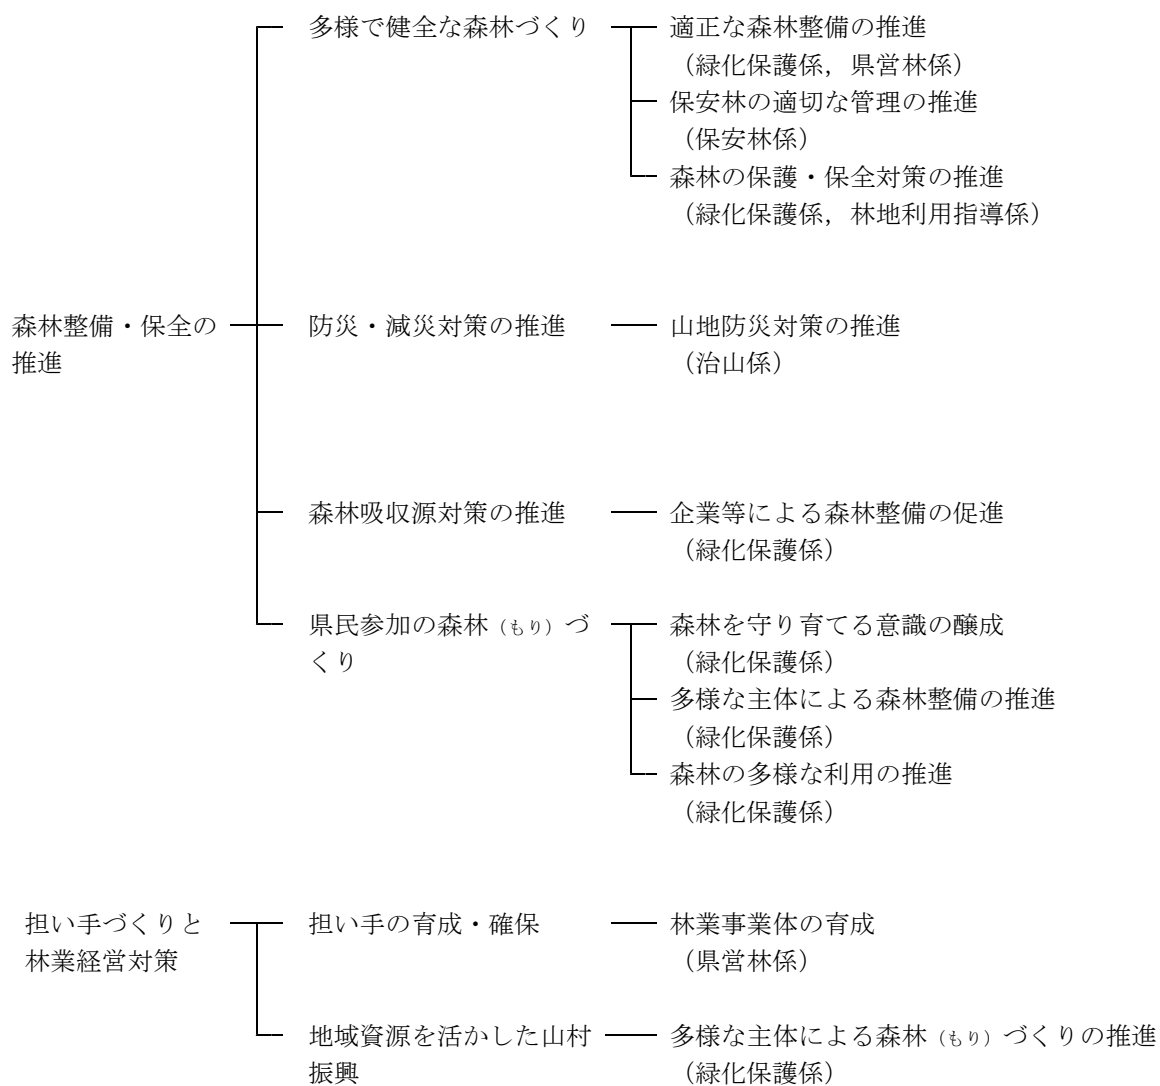 多様で健全な森林づくり
適正な森林整備の推進
（緑化保護係，県営林係）
保安林の適切な管理の推進
（保安林係）
森林の保護・保全対策の推進
（緑化保護係，林地利用指導係）
森林整備・保全の
推進
防災・減災対策の推進
山地防災対策の推進
（治山係）
森林吸収源対策の推進
企業等による森林整備の促進
（緑化保護係）
県民参加の森林（もり）づ
くり
森林を守り育てる意識の醸成
（緑化保護係）
多様な主体による森林整備の推進
（緑化保護係）
森林の多様な利用の推進
（緑化保護係）
担い手づくりと
林業経営対策
担い手の育成・確保
林業事業体の育成
（県営林係）
地域資源を活かした山村
振興
多様な主体による森林（もり）づくりの推進
（緑化保護係）